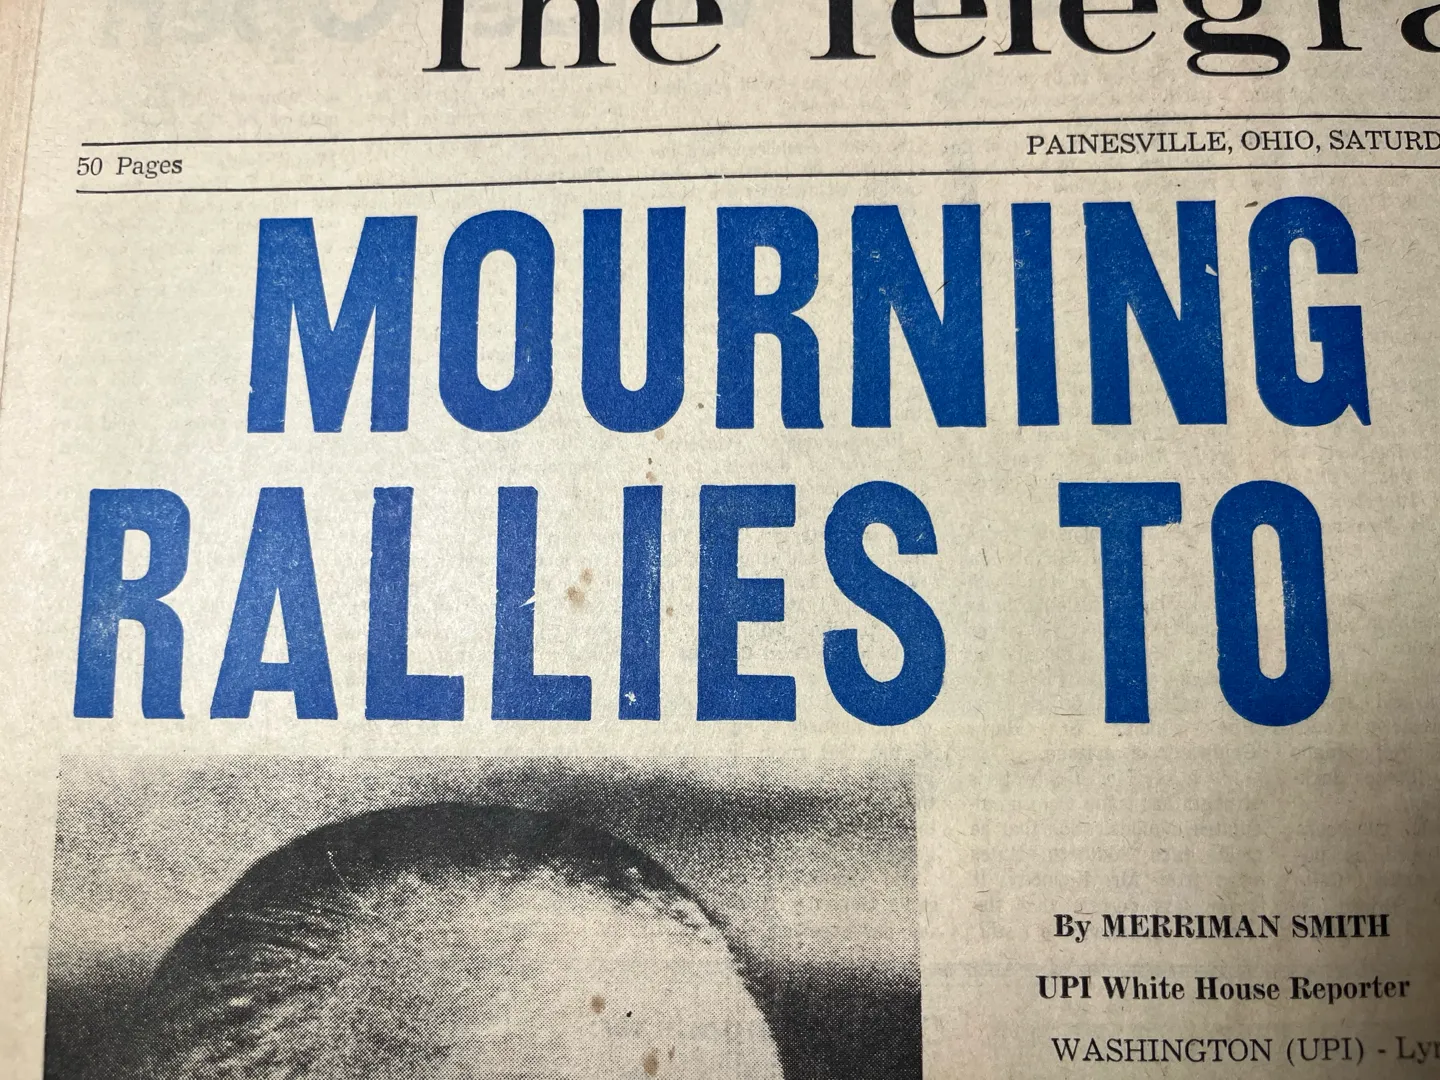 The Telegra
50 Pages
PAINESVILLE, OHIO, SATURD
MOURNING
RALLIES TO
By MERRIMAN SMITH
UPI White House Reporter
WASHINGTON (UPI) - Lyn